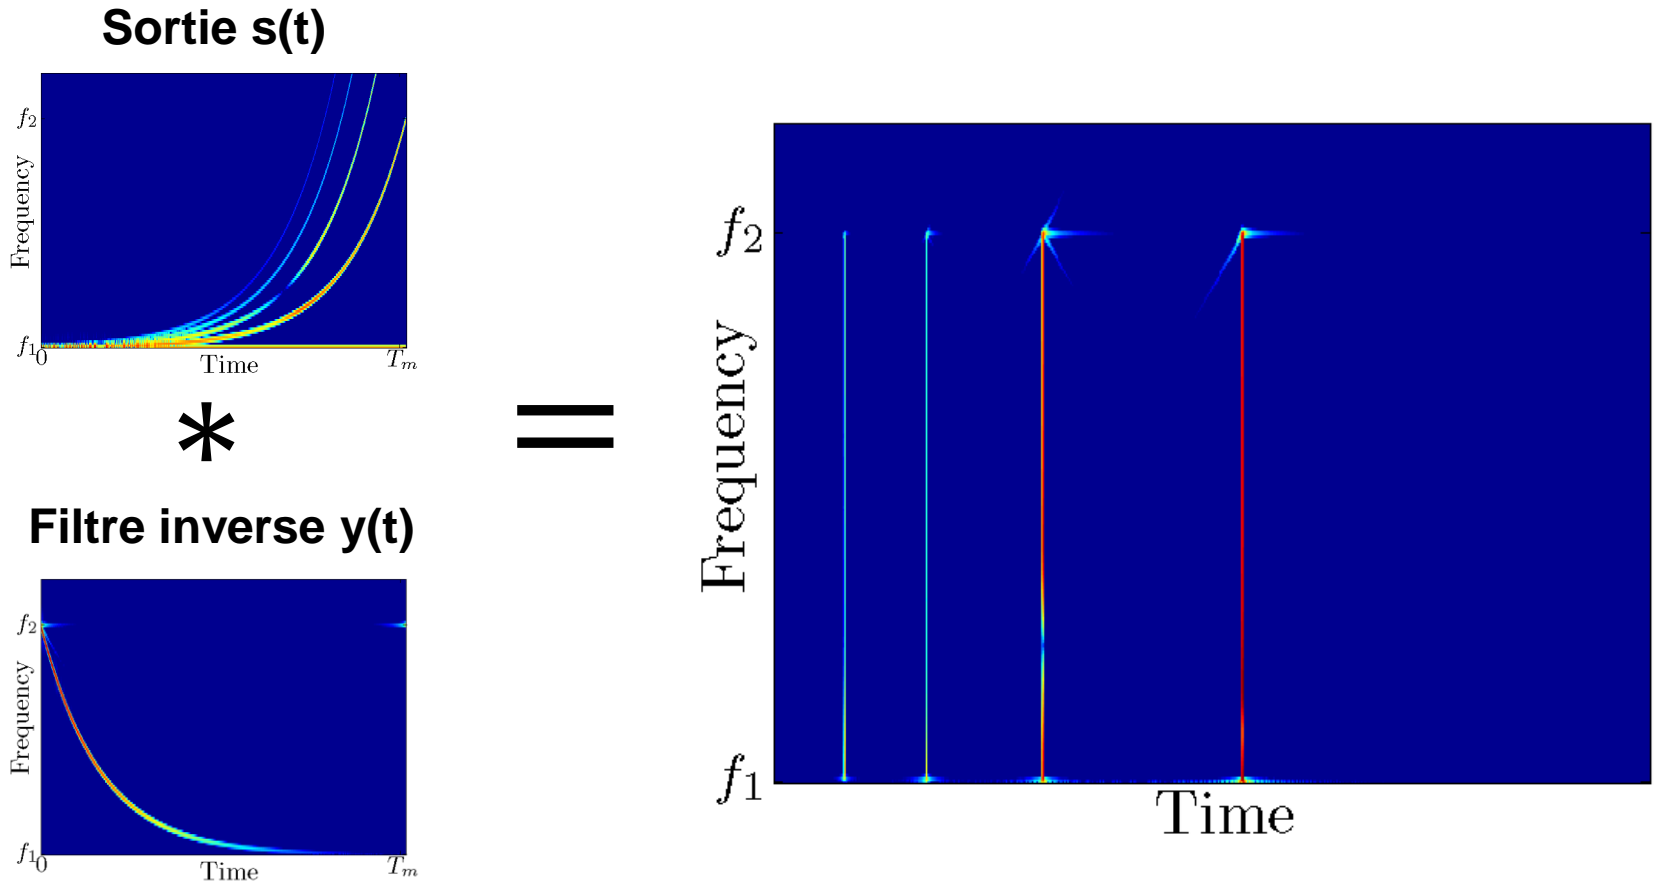 Sortie s(t)
Frequency
f2
f1
0
Time
Tm
*
Filtre inverse y(t)
Frequency
f2
f1
0
Time
Tm
=
Frequency
f2
f1
Time